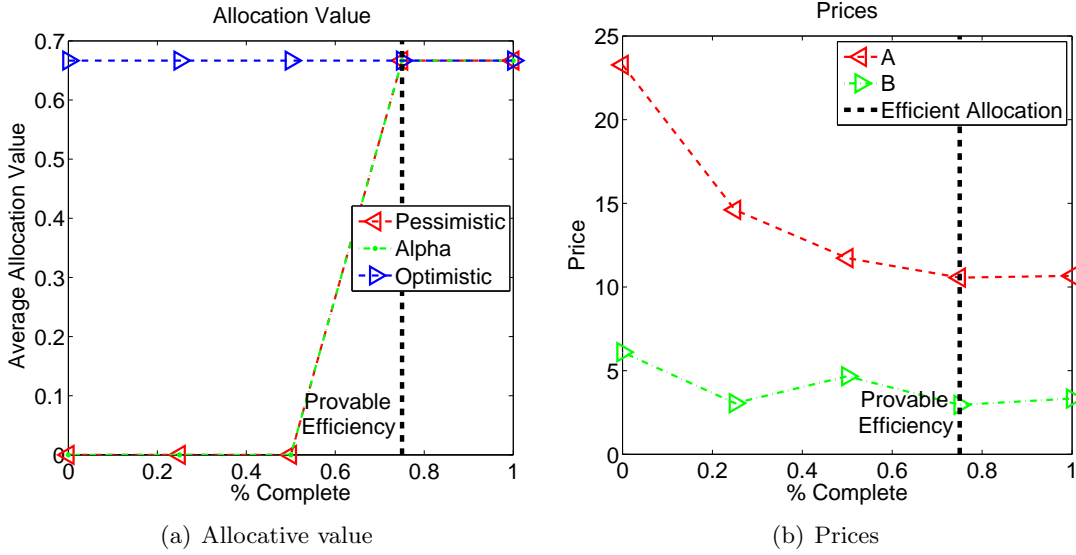 Allocation Value
0.7
0.6
0.5
0.4
0.3
0.2
0.1
0
Average Allocation Value
Pessimistic
Alpha
Optimistic
Provable
Efficiency
0 0.2 0.4 0.6 0.8 1
% Complete
(a) Allocative value
Prices
25
20
15
10
5
0
Price
A
B
Efficient Allocation
Provable
Efficiency
0 0.2 0.4 0.6 0.8 1
% Complete
(b) Prices